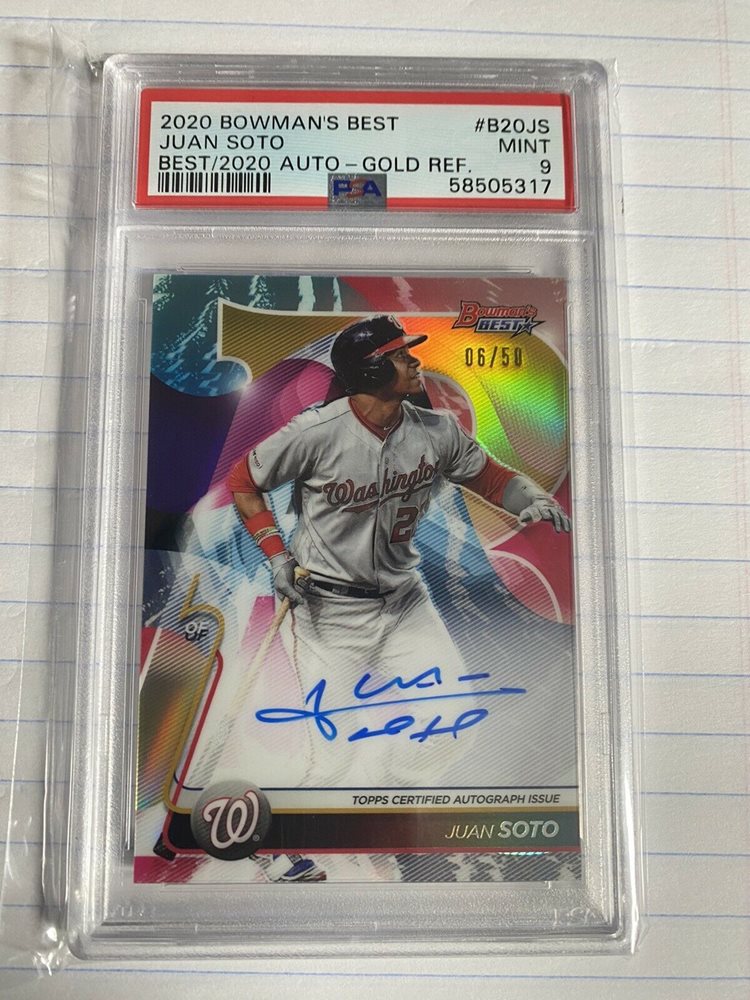 2020 BOWMAN'S BEST #B20JS
JUAN SOTO MINT
BEST/2020 AUTO – GOLD REF. 9
PSA 58505317
Bowman's
BEST
06/50
Washington
OF
TOPPS CERTIFIED AUTOGRAPH ISSUE
W
JUAN SOTO